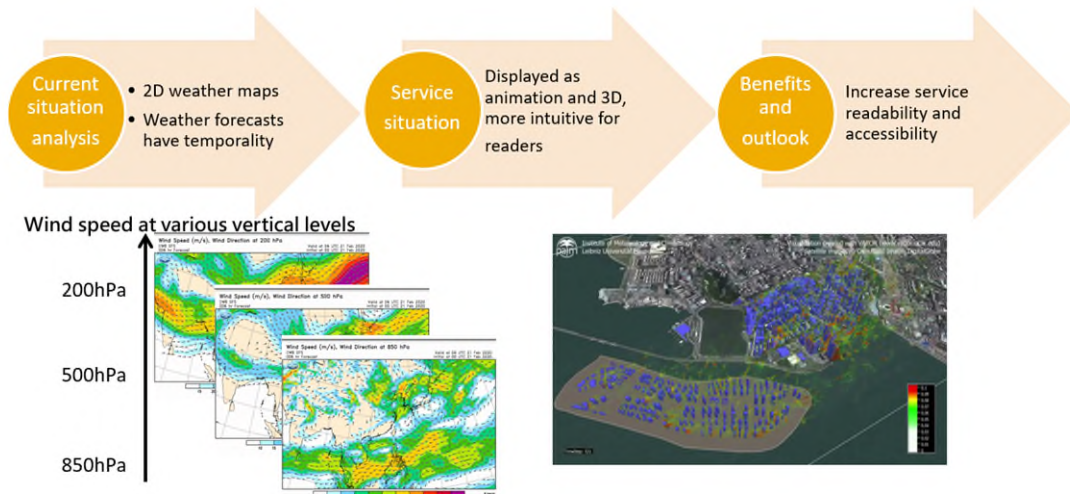 Current
situation
analysis
• 2D weather maps
• Weather forecasts
have temporality
Service
situation
Displayed as
animation and 3D,
more intuitive for
readers
Benefits
and
outlook
Increase service
readability and
accessibility
Wind speed at various vertical levels
200hPa
500hPa
850hPa
Wind Speed (m/s), Wind Direction at 200 hPa
Wind Speed (m/s), Wind Direction at 500 hPa
Wind Speed (m/s), Wind Direction at 850 hPa